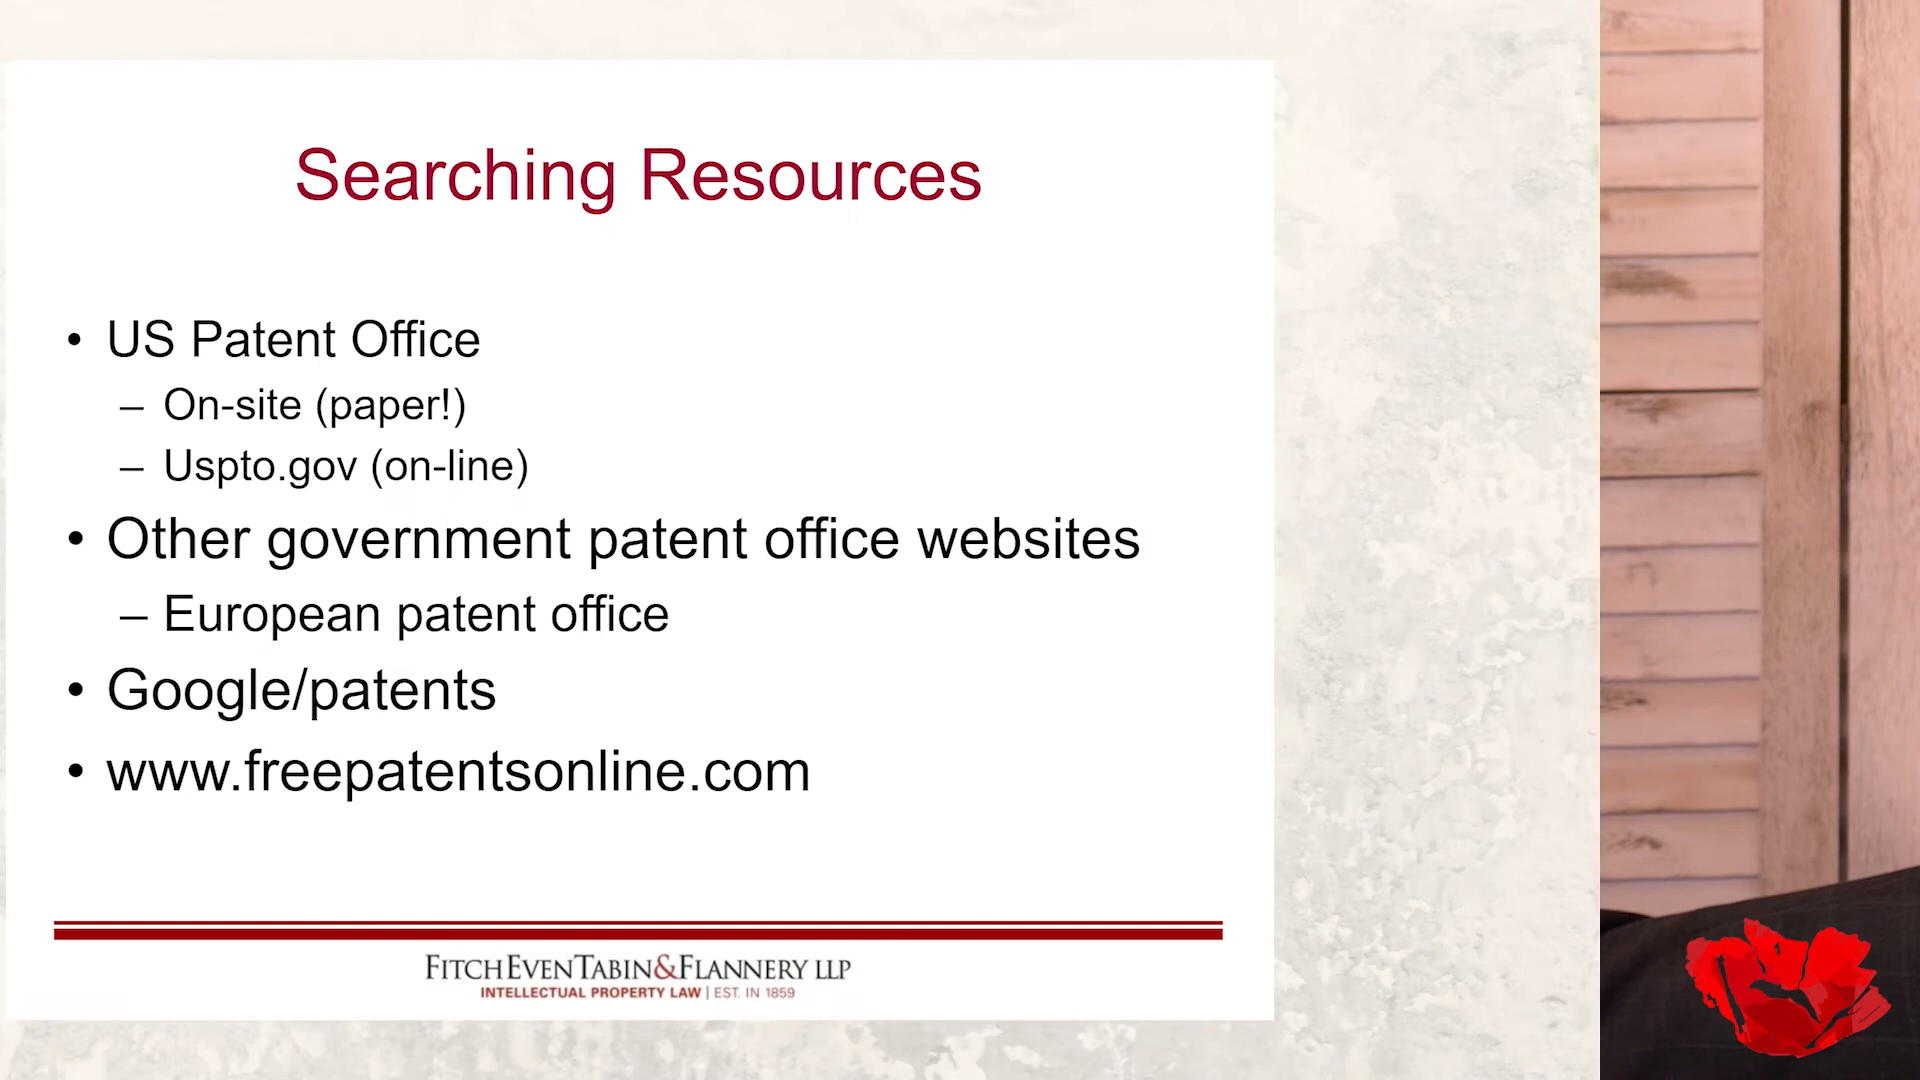 Searching Resources
• US Patent Office
– On-site (paper!)
– Uspto.gov (on-line)
• Other government patent office websites
– European patent office
• Google/patents
• www.freepatentsonline.com
FITCH EVEN TABIN & FLANNERY LLP
INTELLECTUAL PROPERTY LAW | EST. IN 1859